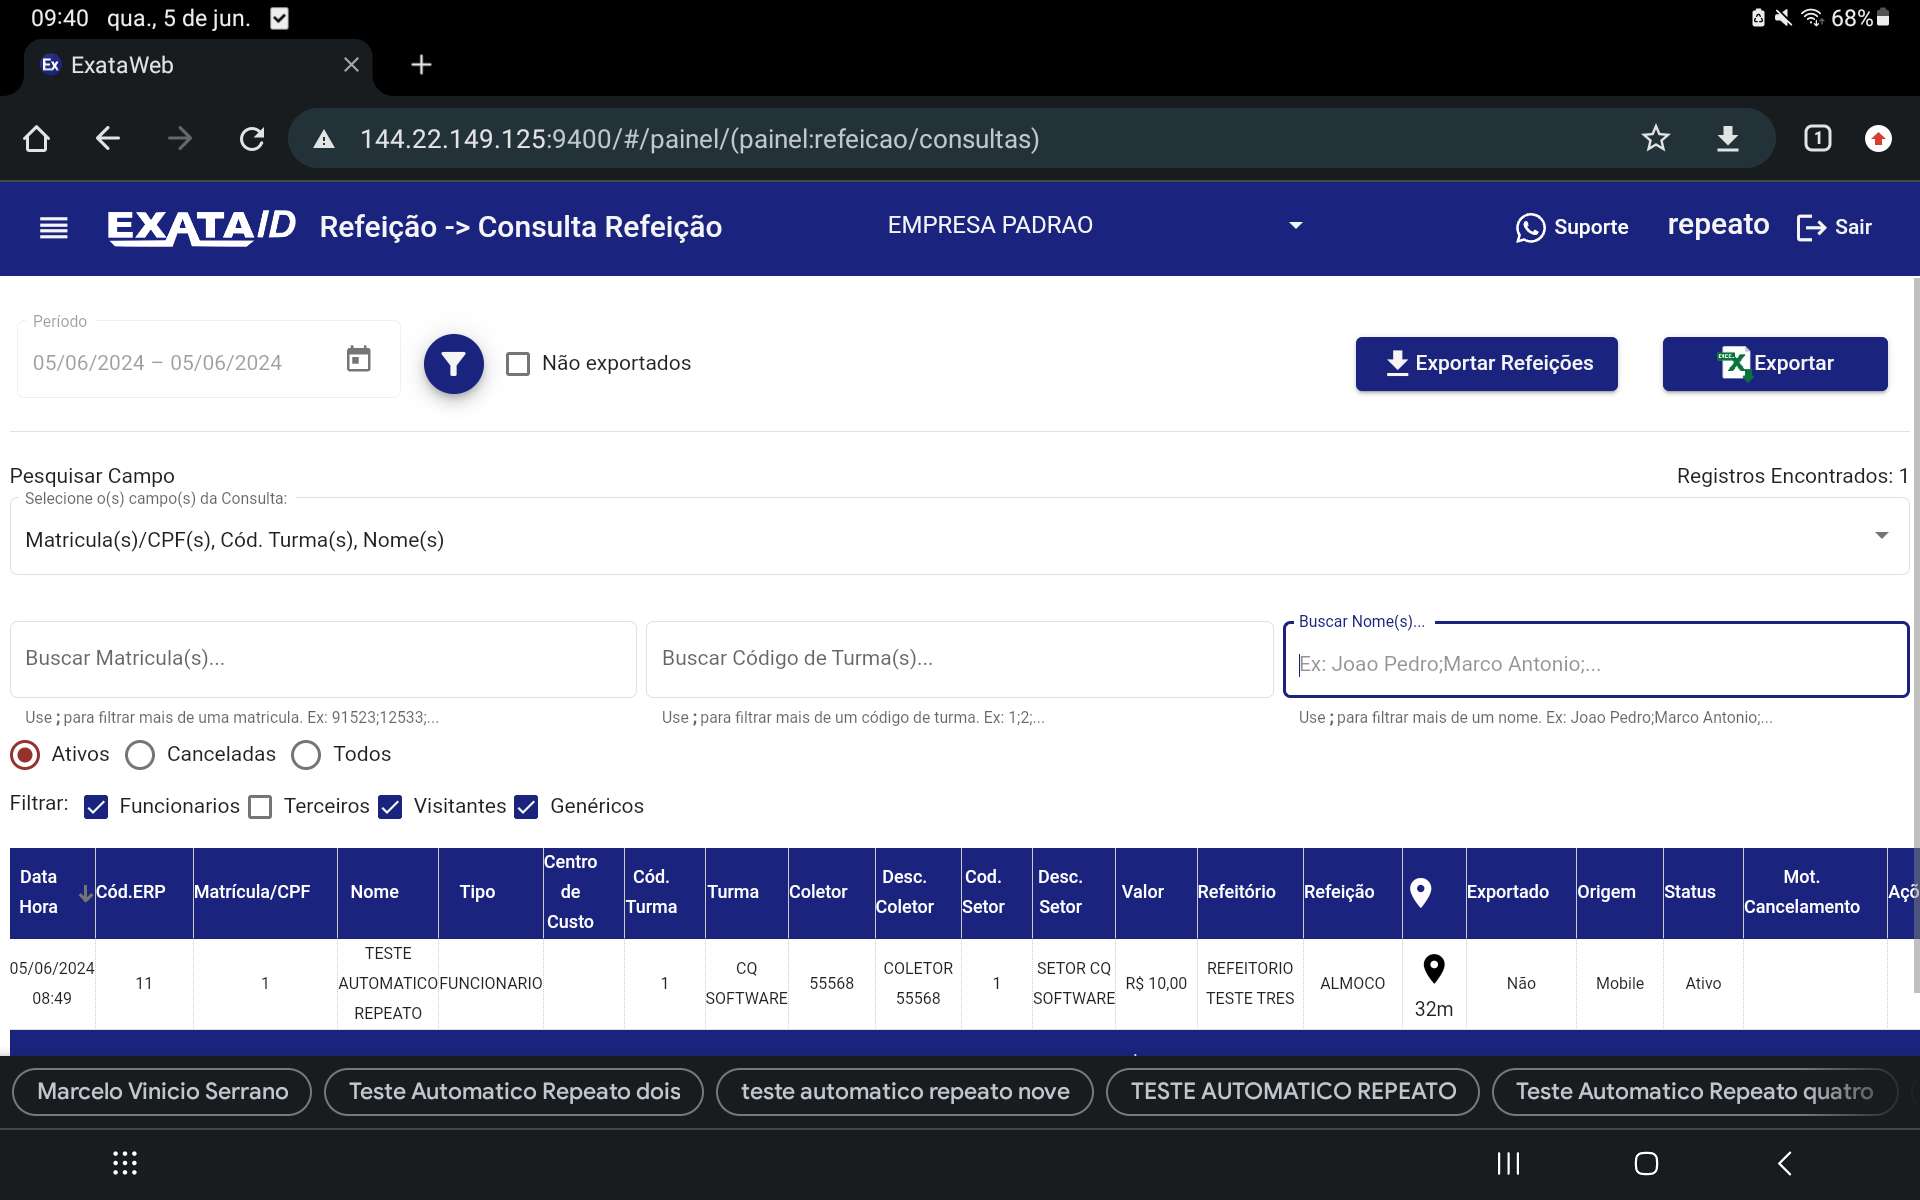 09:40 qua., 5 de jun.
68%
Ex ExataWeb
144.22.149.125:9400/#/painel/(painel:refeicao/consultas)
1
EXATA/ID Refeição -> Consulta Refeição EMPRESA PADRAO Suporte repeato Sair
Período
05/06/2024 – 05/06/2024
Não exportados
Exportar Refeições
Exportar
Pesquisar Campo
Registros Encontrados: 1
Selecione o(s) campo(s) da Consulta:
Matricula(s)/CPF(s), Cód. Turma(s), Nome(s)
Buscar Matricula(s)...
Buscar Código de Turma(s)...
Buscar Nome(s)...
Ex: Joao Pedro;Marco Antonio;...
Use ; para filtrar mais de uma matricula. Ex: 91523;12533;...
Use ; para filtrar mais de um código de turma. Ex: 1;2;...
Use ; para filtrar mais de um nome. Ex: Joao Pedro;Marco Antonio;...
Ativos Canceladas Todos
Filtrar: Funcionarios Terceiros Visitantes Genéricos
Data Hora
Cód.ERP
Matrícula/CPF
Nome
Tipo
Centro de Custo
Cód. Turma
Turma
Coletor
Desc. Coletor
Cod. Setor
Desc. Setor
Valor
Refeitório
Refeição
Exportado
Origem
Status
Mot. Cancelamento
Açõ
05/06/2024 08:49
11
1
TESTE AUTOMATICO REPEATO
FUNCIONARIO
1
CQ SOFTWARE
55568
COLETOR 55568
1
SETOR CQ SOFTWARE
R$ 10,00
REFEITORIO TESTE TRES
ALMOCO
32m
Não
Mobile
Ativo
Marcelo Vinicio Serrano
Teste Automatico Repeato dois
teste automatico repeato nove
TESTE AUTOMATICO REPEATO
Teste Automatico Repeato quatro